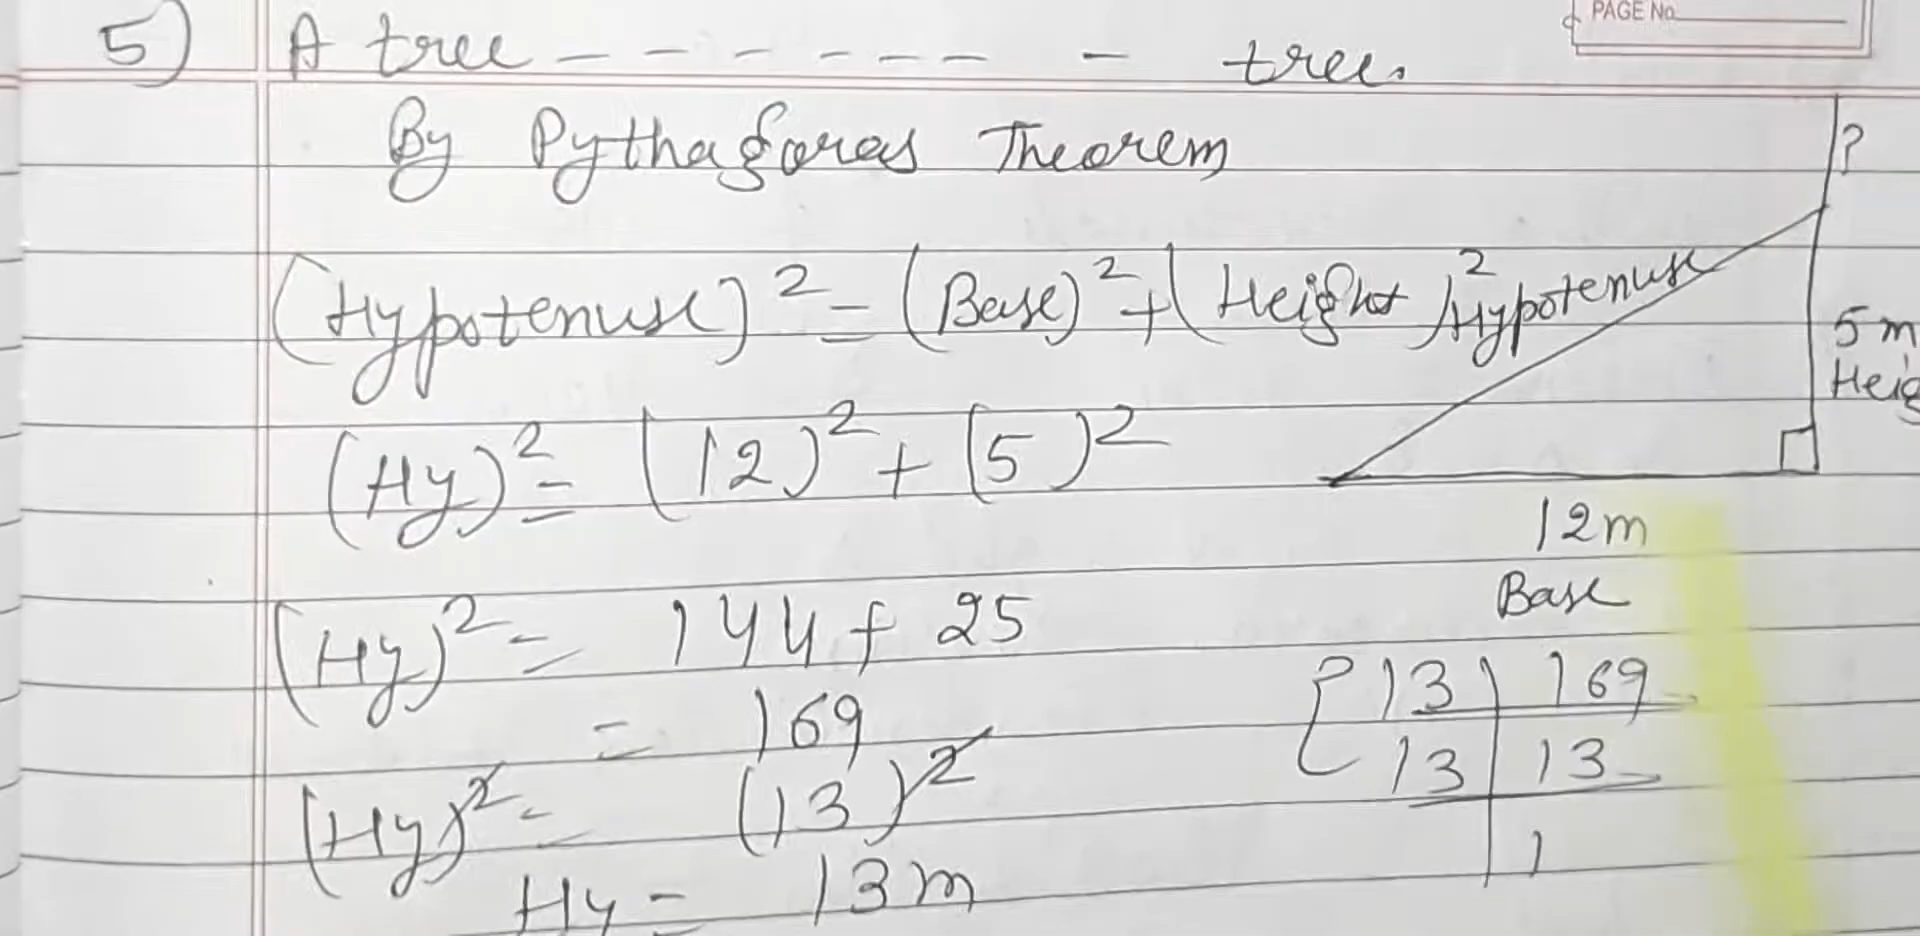 PAGE No.
5) A tree - - - - - - - - tree.
By Pythagoras Theorem
?
(Hypotenuse)² = (Base)² + (Height)²
Hypotenuse
5 m
Heig
(Hy)² = (12)² + (5)²
12m
Base
(Hy)² = 144 + 25
= 169
(Hy)² = (13)²
Hy = 13m
13 | 169
13 | 13
1